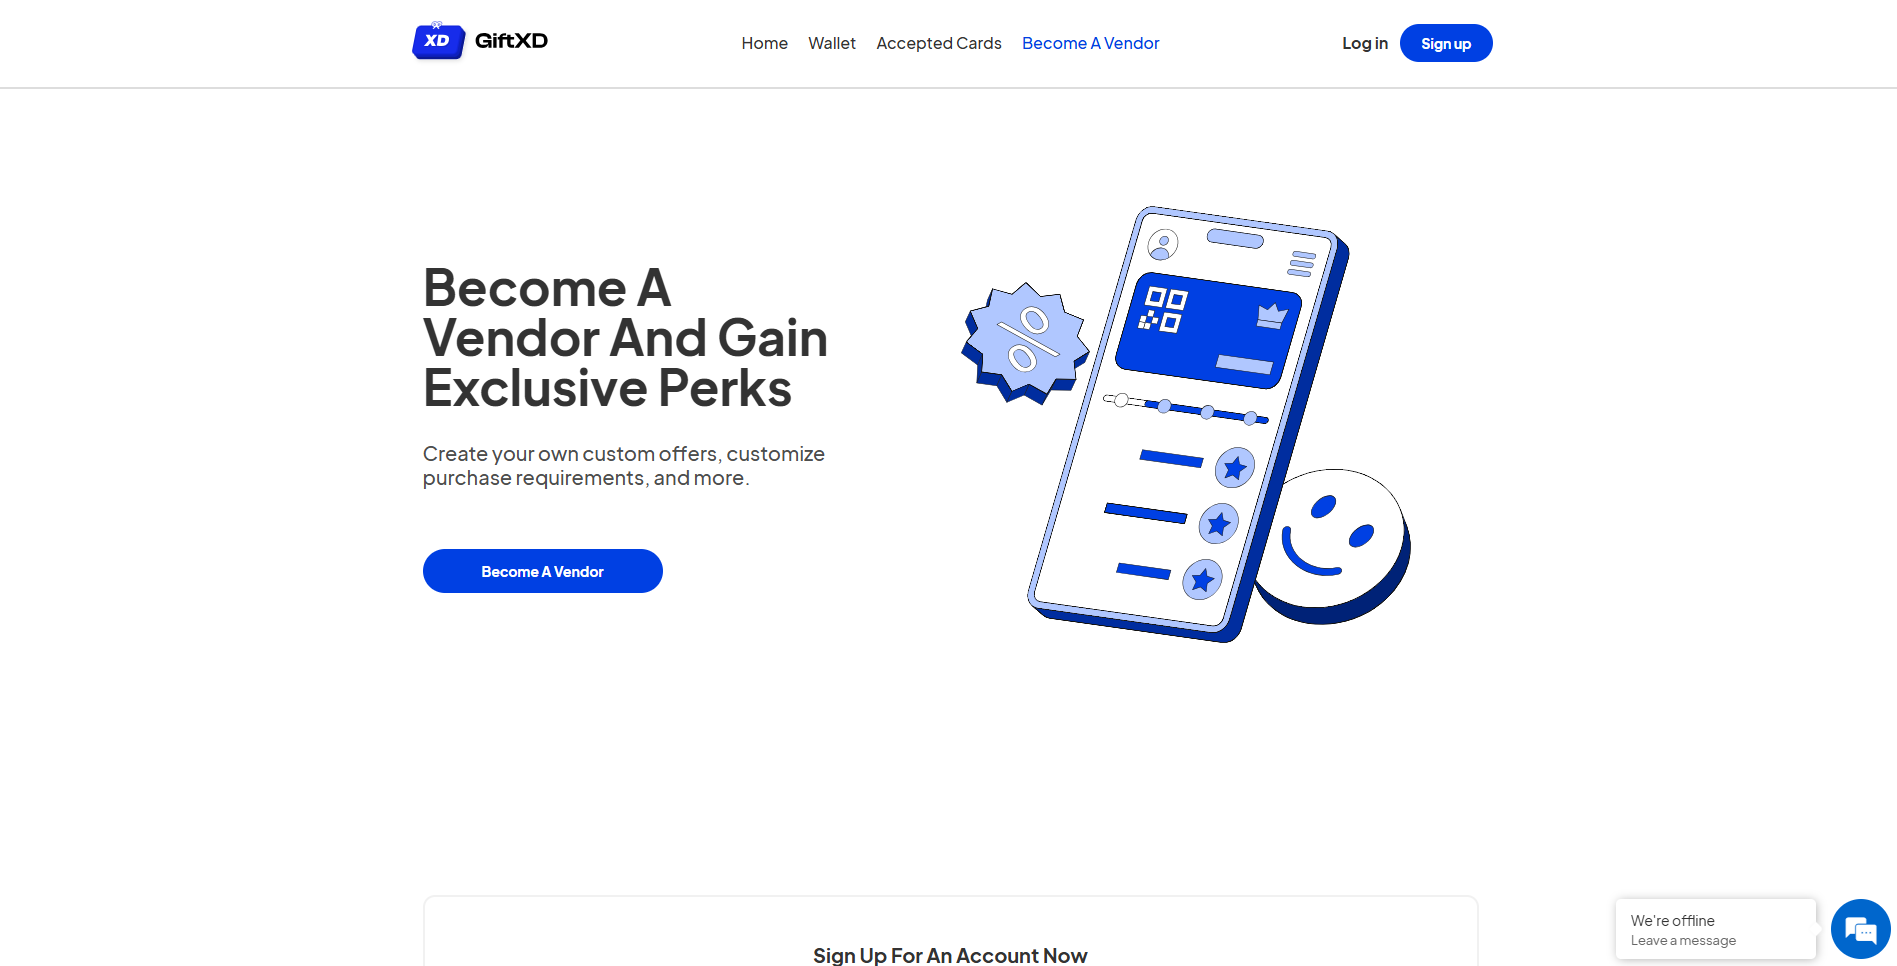 XD
GiftXD
Home
Wallet
Accepted Cards
Become A Vendor
Log in
Sign up
Become A
Vendor And Gain
Exclusive Perks
Create your own custom offers, customize
purchase requirements, and more.
Become A Vendor
%
Sign Up For An Account Now
We're offline
Leave a message